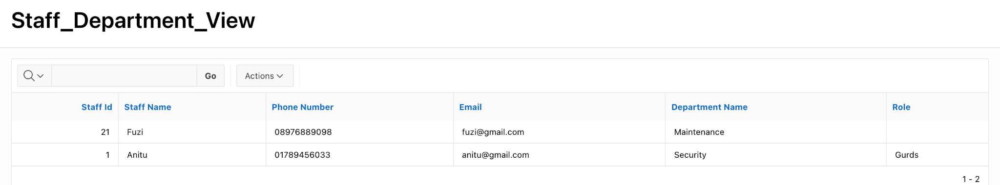 Staff_Department_View
Go Actions
Staff Id Staff Name Phone Number Email Department Name Role
21 Fuzi 08976889098 fuzi@gmail.com Maintenance
1 Anitu 01789456033 anitu@gmail.com Security Gurds
1 - 2